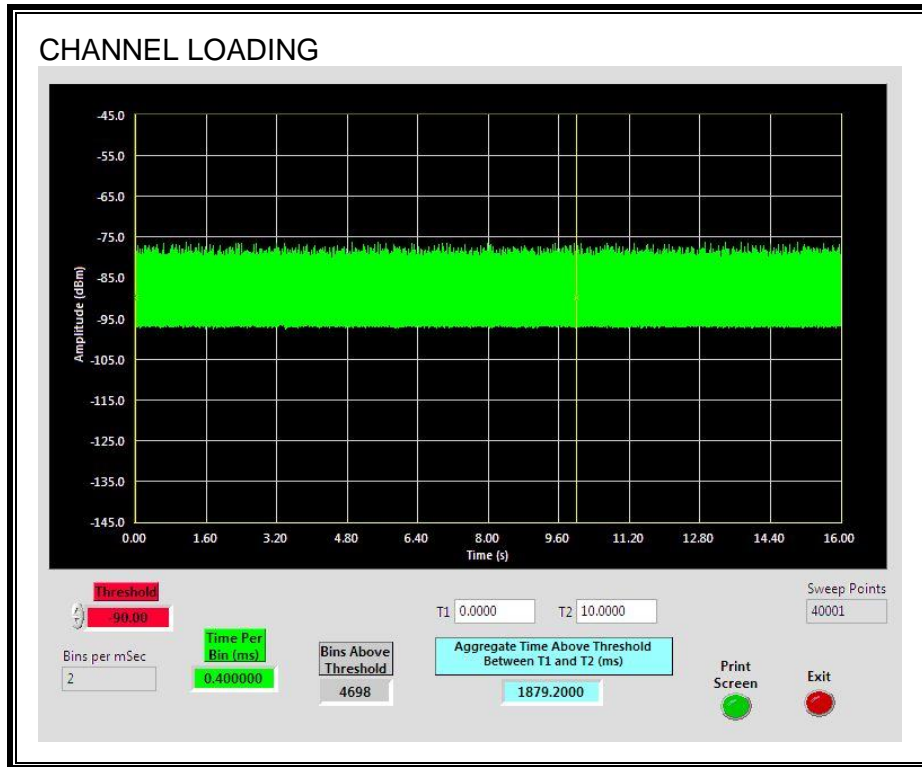 CHANNEL LOADING
-45.0
-55.0
-65.0
-75.0
-85.0
-95.0
-105.0
-115.0
-125.0
-135.0
-145.0
Amplitude (dBm)
0.00 1.60 3.20 4.80 6.40 8.00 9.60 11.20 12.80 14.40 16.00
Time (s)
Threshold
-90.00
Bins per mSec
2
Time Per
Bin (ms)
0.400000
Bins Above
Threshold
4698
T1 0.0000 T2 10.0000
Aggregate Time Above Threshold
Between T1 and T2 (ms)
1879.2000
Sweep Points
40001
Print
Screen
Exit